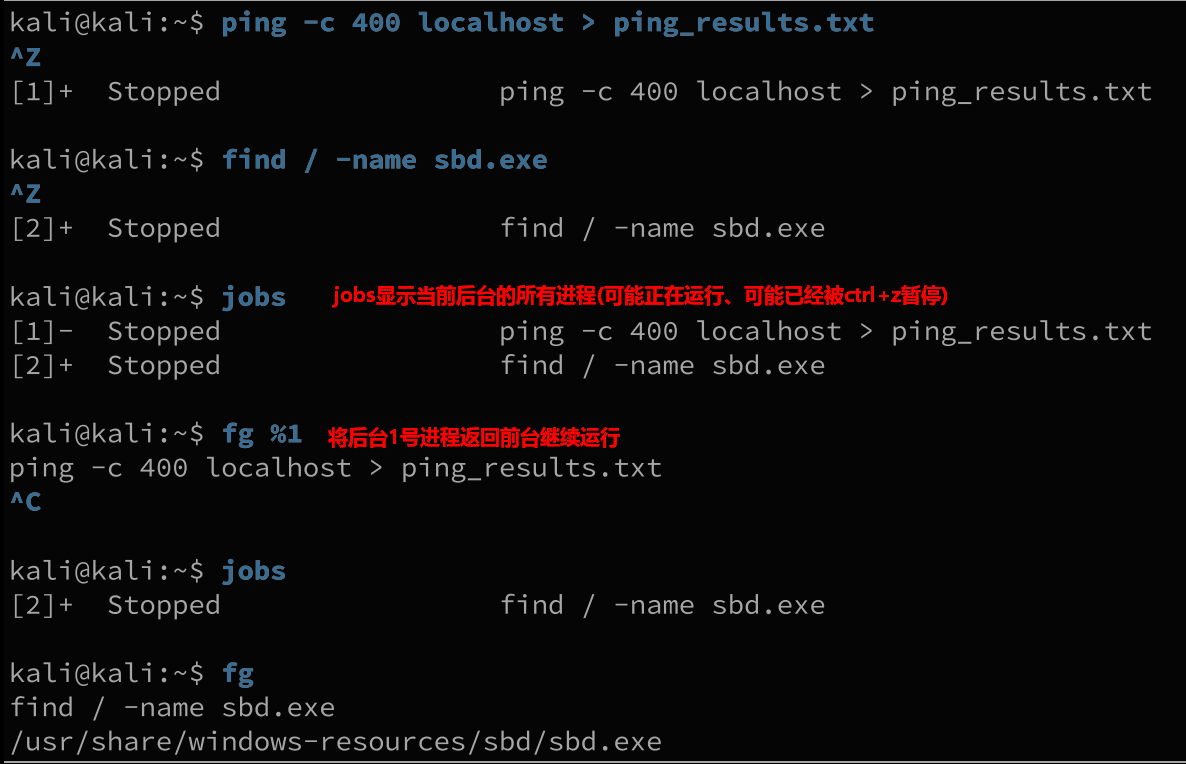 kali@kali:~$ ping -c 400 localhost > ping_results.txt
^Z
[1]+  Stopped                 ping -c 400 localhost > ping_results.txt
kali@kali:~$ find / -name sbd.exe
^Z
[2]+  Stopped                 find / -name sbd.exe
kali@kali:~$ jobs  jobs显示当前后台的所有进程(可能正在运行、可能已经被ctrl+z暂停)
[1]-  Stopped                 ping -c 400 localhost > ping_results.txt
[2]+  Stopped                 find / -name sbd.exe
kali@kali:~$ fg %1  将后台1号进程返回前台继续运行
ping -c 400 localhost > ping_results.txt
^C
kali@kali:~$ jobs
[2]+  Stopped                 find / -name sbd.exe
kali@kali:~$ fg
find / -name sbd.exe
/usr/share/windows-resources/sbd/sbd.exe